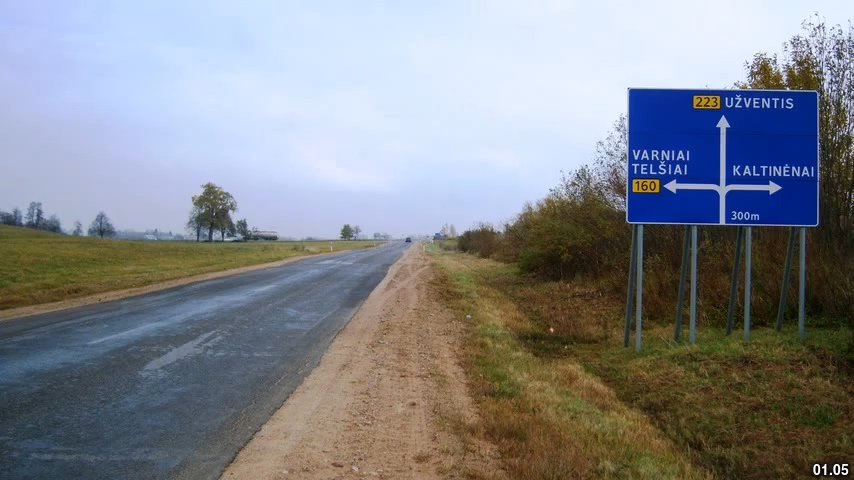 223 UŽVENTIS
VARNIAI
TELŠIAI
KALTINĖNAI
160
300m
01.05